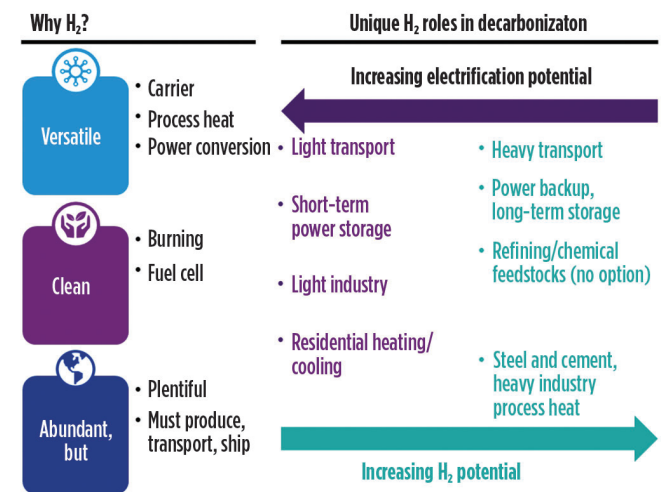 Why H₂?
Versatile
• Carrier
• Process heat
• Power conversion
Clean
• Burning
• Fuel cell
Abundant,
but
• Plentiful
• Must produce,
transport, ship
Unique H₂ roles in decarbonizaton
Increasing electrification potential
• Light transport
• Short-term
power storage
• Light industry
• Residential heating/
cooling
• Heavy transport
• Power backup,
long-term storage
• Refining/chemical
feedstocks (no option)
• Steel and cement,
heavy industry
process heat
Increasing H₂ potential